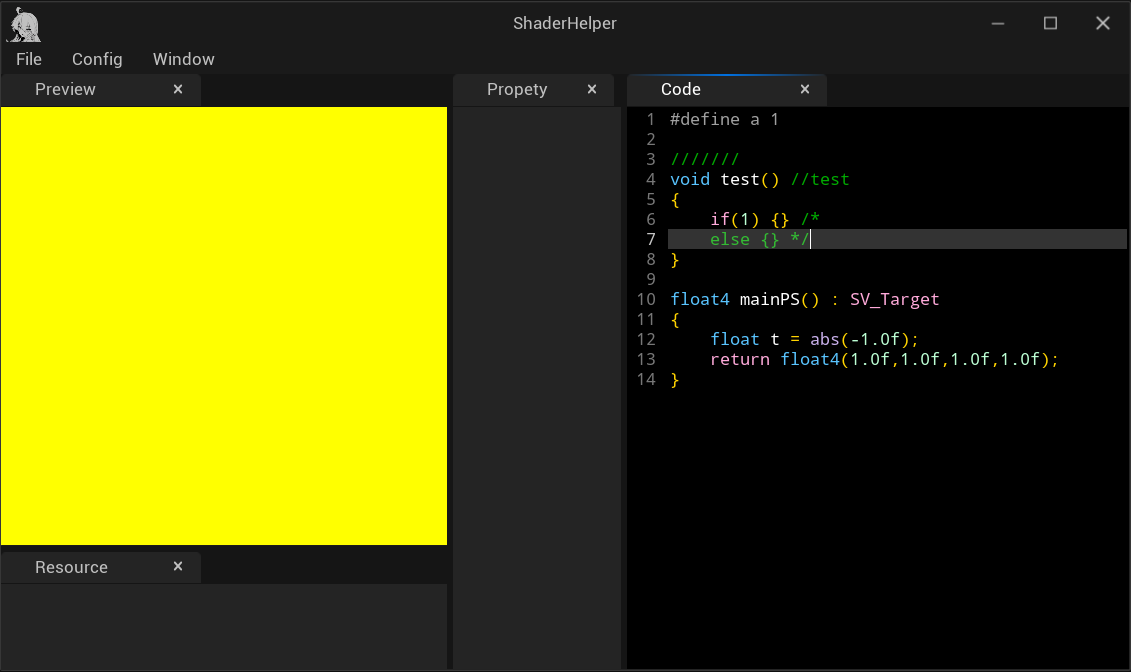 ShaderHelper
File Config Window
Preview
Propety
Code
1 #define a 1
2
3 ///////
4 void test() //test
5 {
6     if(1) {} /*
7     else {} */
8 }
9
10 float4 mainPS() : SV_Target
11 {
12     float t = abs(-1.0f);
13     return float4(1.0f,1.0f,1.0f,1.0f);
14 }
Resource